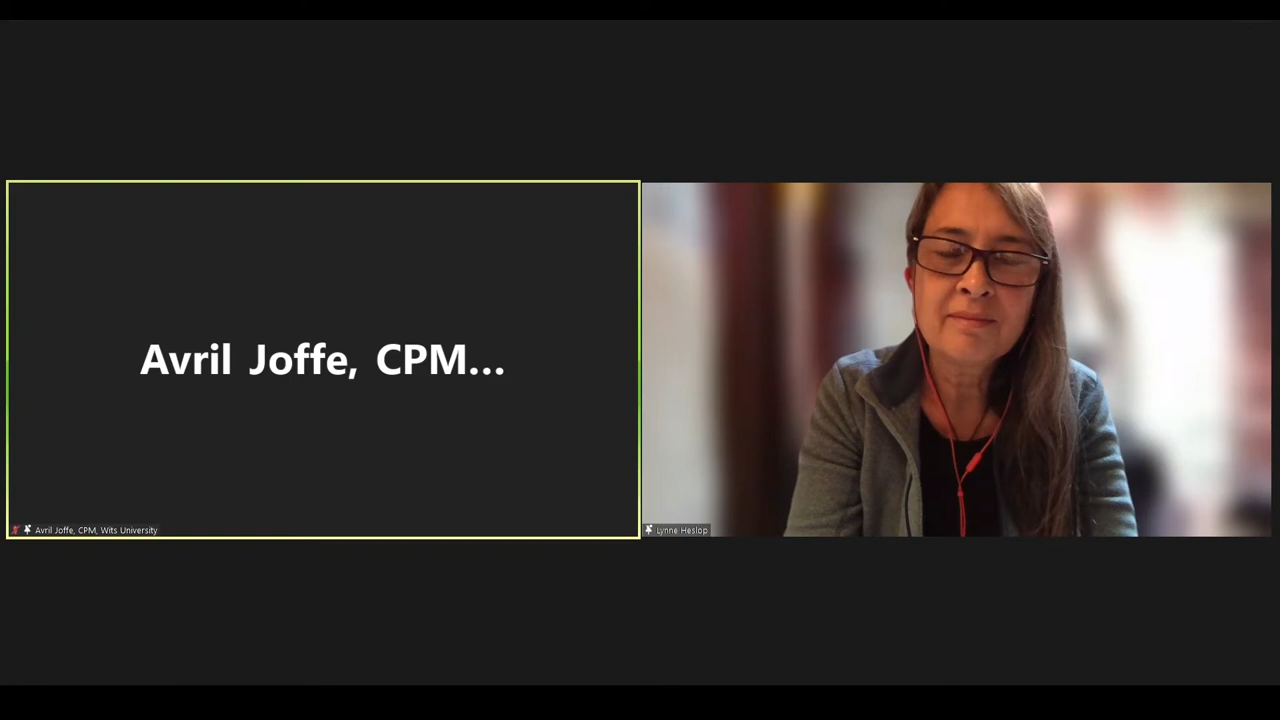 Avril Joffe, CPM...
Avril Joffe, CPM, Wits University
Lynne Heslop